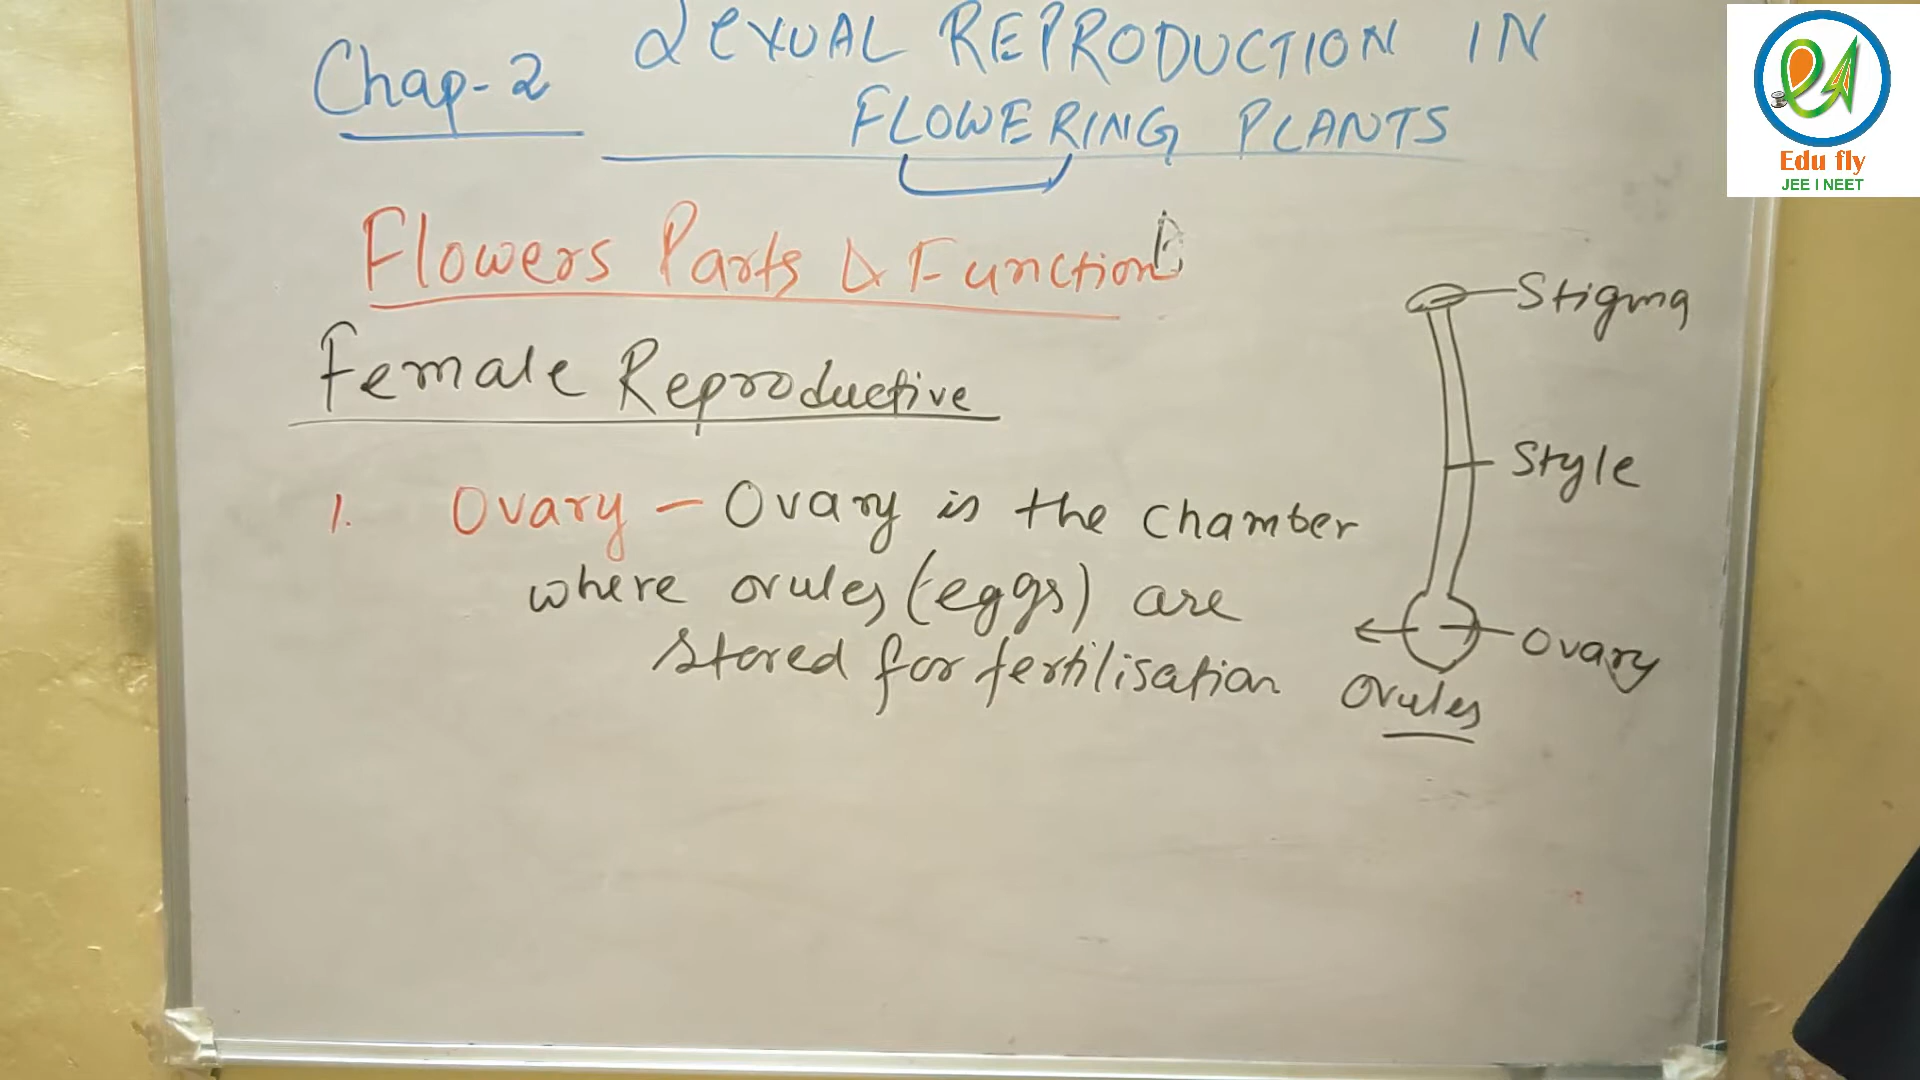 Chap-2
SEXUAL REPRODUCTION IN
FLOWERING PLANTS
Edu fly
JEE I NEET
Flowers Parts & Function
Female Reproductive
1. Ovary - Ovary is the chamber
where ovules (eggs) are
stored for fertilisation
Stigma
Style
Ovary
Ovules